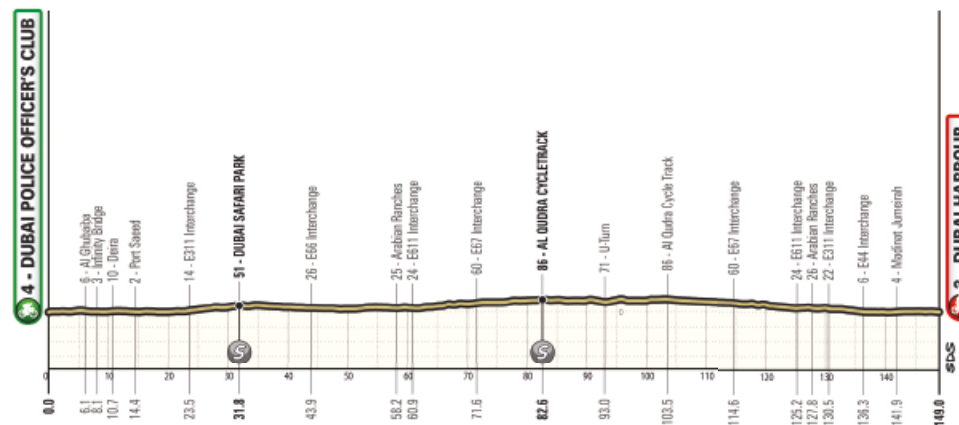 4 - DUBAI POLICE OFFICER'S CLUB
6 - Al Ghubaiba
3 - Infinity Bridge
10 - Deira
2 - Port Saeed
14 - E311 Interchange
51 - DUBAI SAFARI PARK
26 - E66 Interchange
25 - Arabian Ranches
24 - E611 Interchange
60 - E67 Interchange
86 - AL QUDRA CYCLETRACK
71 - U-Turn
86 - Al Qudra Cycle Track
60 - E67 Interchange
24 - E611 Interchange
26 - Arabian Ranches
22 - E311 Interchange
6 - E44 Interchange
4 - Madinat Jumeirah
DUBAI HARBOUR
S
S
SDS
0 10 20 30 40 50 60 70 80 90 100 110 120 130 140
0.0 6.1 8.1 10.7 14.4 23.5 31.8 43.9 58.2 60.9 71.6 82.6 93.0 103.5 114.6 125.2 127.8 130.5 136.3 141.9 149.0